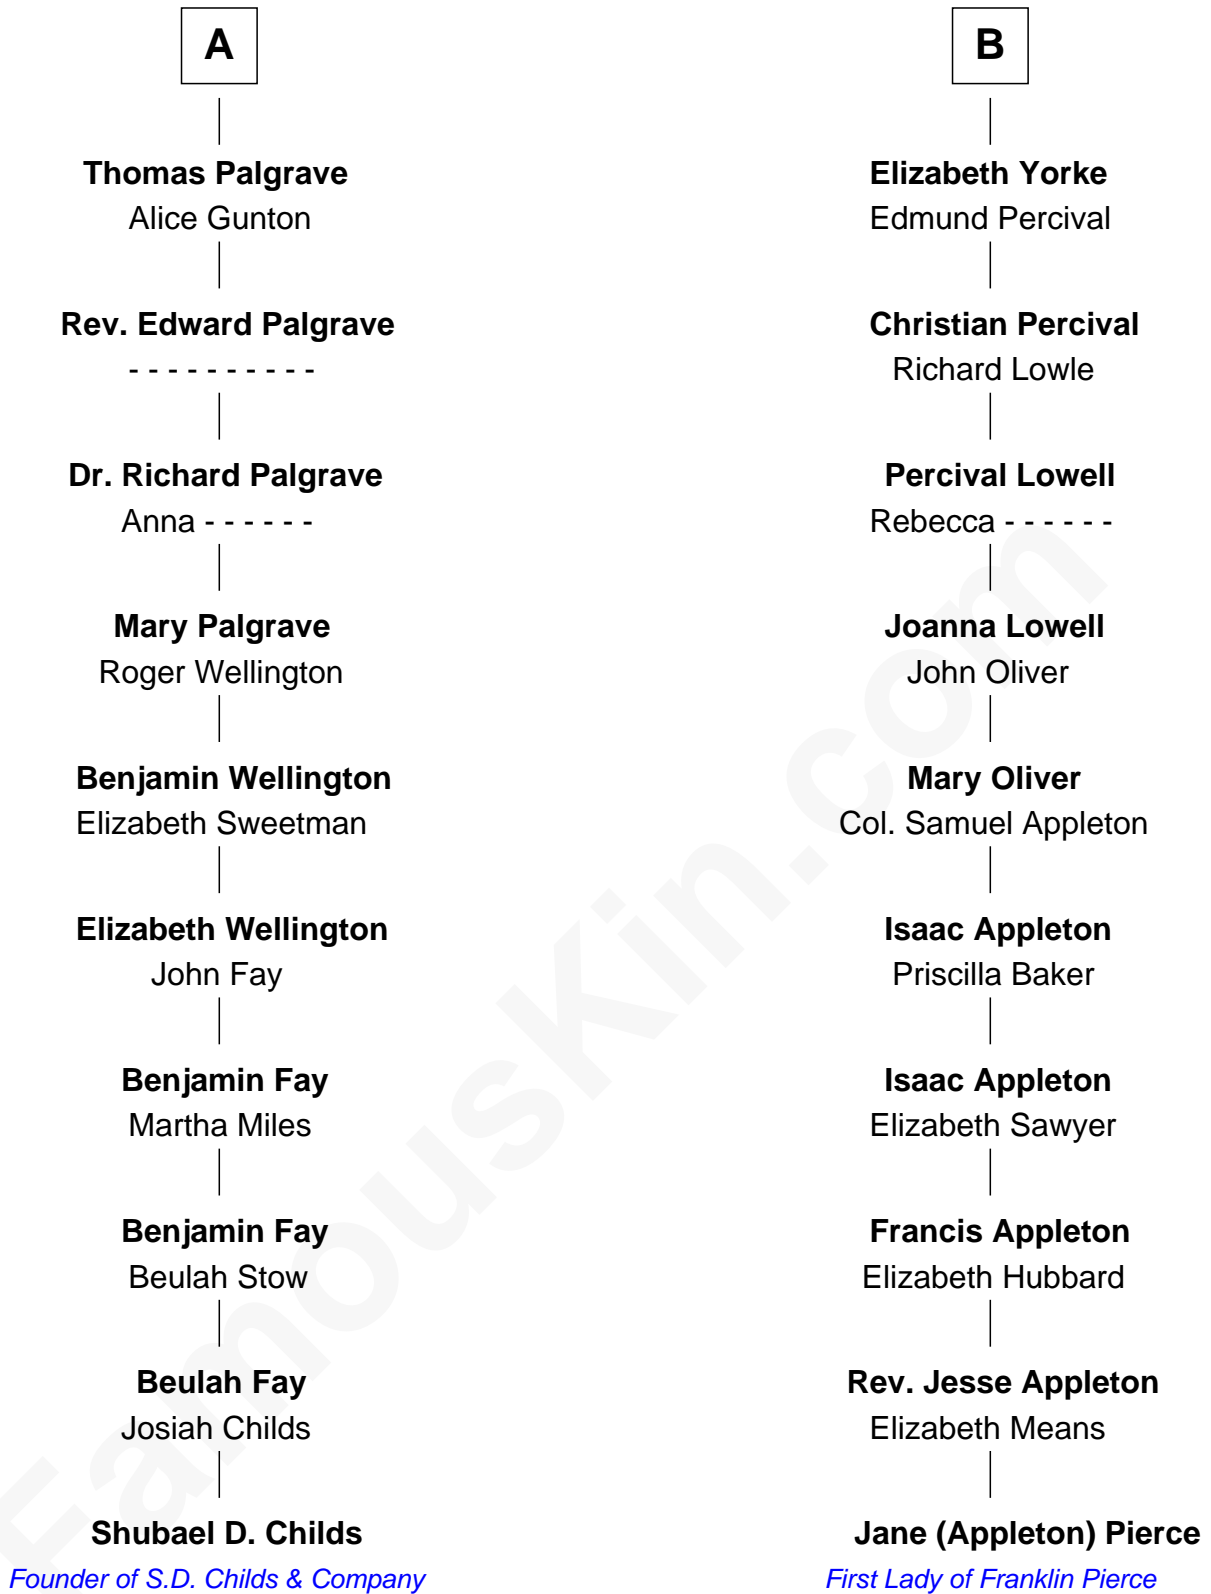 A
Thomas Palgrave
Alice Gunton
Rev. Edward Palgrave
- - - - - - - - - -
Dr. Richard Palgrave
Anna - - - - - -
Mary Palgrave
Roger Wellington
Benjamin Wellington
Elizabeth Sweetman
Elizabeth Wellington
John Fay
Benjamin Fay
Martha Miles
Benjamin Fay
Beulah Stow
Beulah Fay
Josiah Childs
Shubael D. Childs
Founder of S.D. Childs & Company
B
Elizabeth Yorke
Edmund Percival
Christian Percival
Richard Lowle
Percival Lowell
Rebecca - - - - - -
Joanna Lowell
John Oliver
Mary Oliver
Col. Samuel Appleton
Isaac Appleton
Priscilla Baker
Isaac Appleton
Elizabeth Sawyer
Francis Appleton
Elizabeth Hubbard
Rev. Jesse Appleton
Elizabeth Means
Jane (Appleton) Pierce
First Lady of Franklin Pierce
FamousKin.com